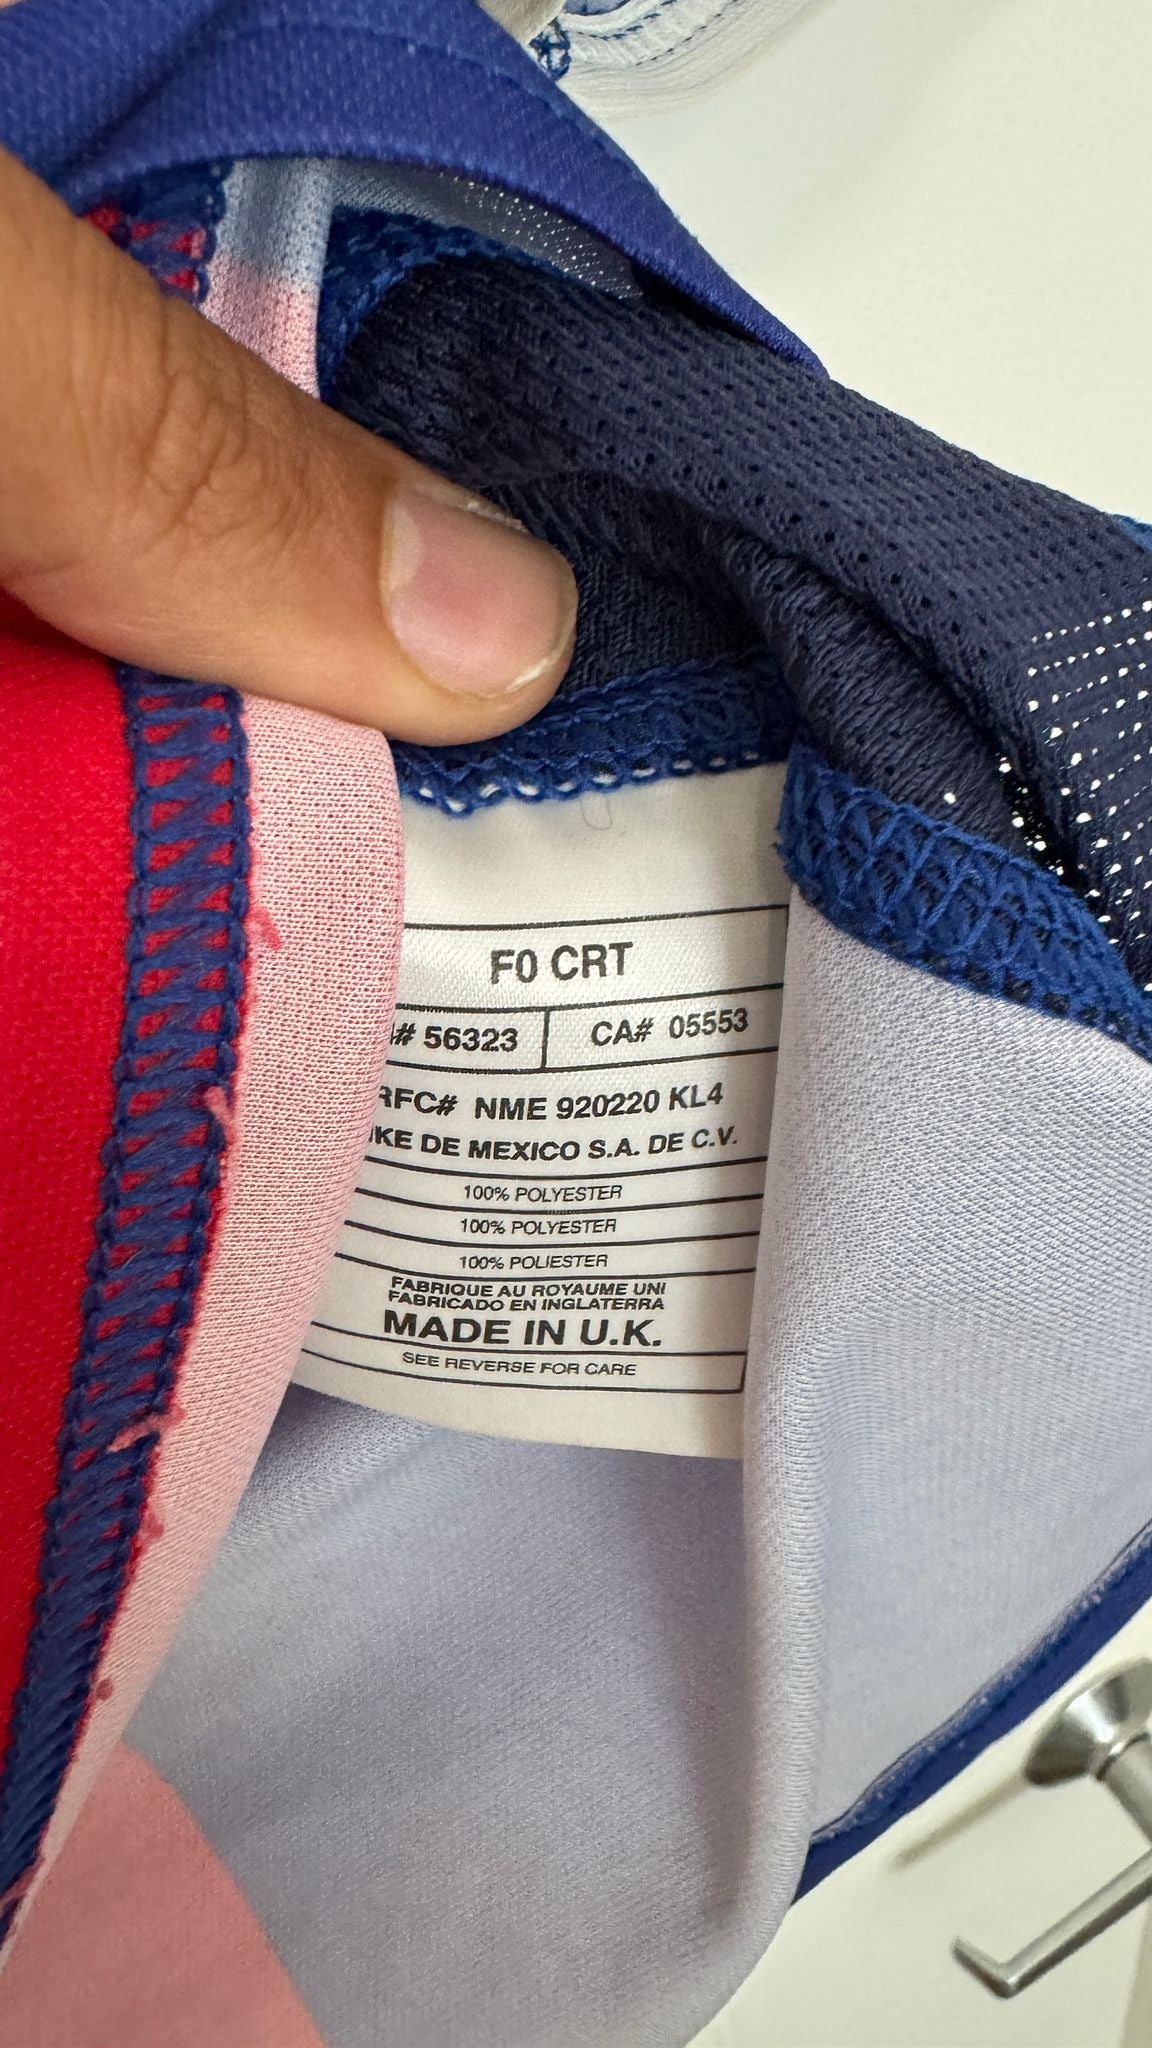 F0 CRT
# 56323 CA# 05553
RFC# NME 920220 KL4
IKE DE MEXICO S.A. DE C.V.
100% POLYESTER
100% POLYESTER
100% POLIESTER
FABRIQUE AU ROYAUME UNI
FABRICADO EN INGLATERRA
MADE IN U.K.
SEE REVERSE FOR CARE